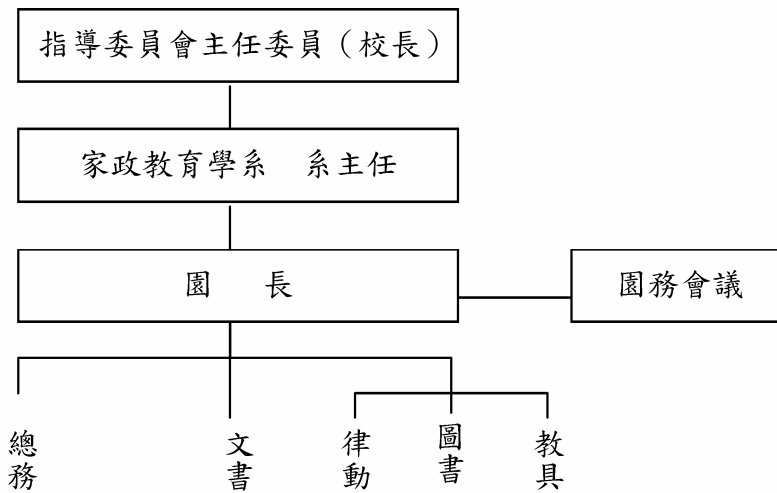 指導委員會主任委員（校長）
家政教育學系　系主任
園　　長
園務會議
總務
文書
律動
圖書
教具